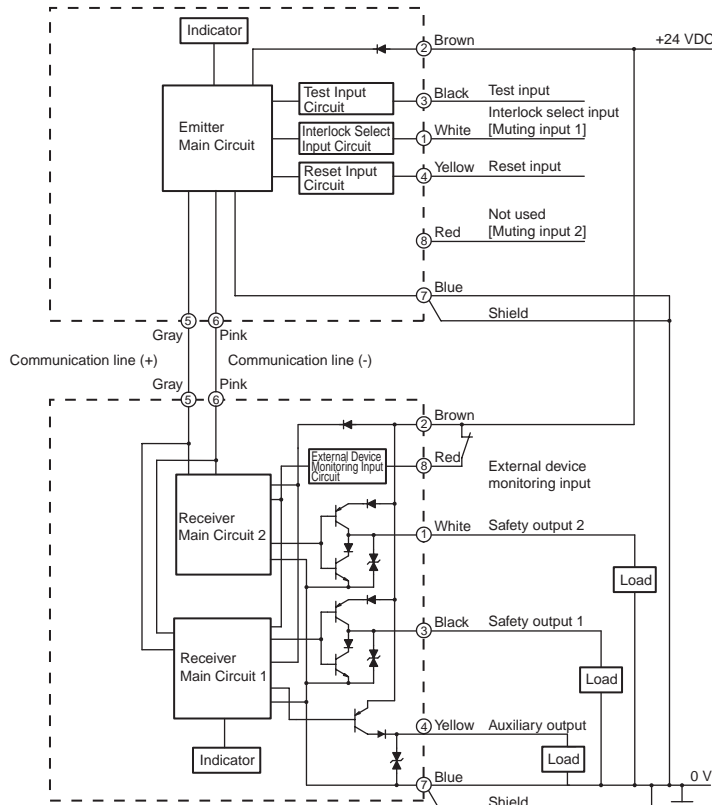 Indicator
2 Brown
+24 VDC
Test Input
Circuit
3 Black
Test input
Interlock select input
[Muting input 1]
Emitter
Main Circuit
Interlock Select
Input Circuit
1 White
Reset Input
Circuit
4 Yellow
Reset input
Not used
[Muting input 2]
8 Red
7 Blue
Shield
5 6
Gray Pink
Communication line (+) Communication line (-)
Gray Pink
5 6
2 Brown
External Device
Monitoring Input
Circuit
8 Red
External device
monitoring input
Receiver
Main Circuit 2
1 White
Safety output 2
Load
3 Black
Safety output 1
Receiver
Main Circuit 1
Load
4 Yellow
Auxiliary output
Indicator
Load
7 Blue
0 V
Shield